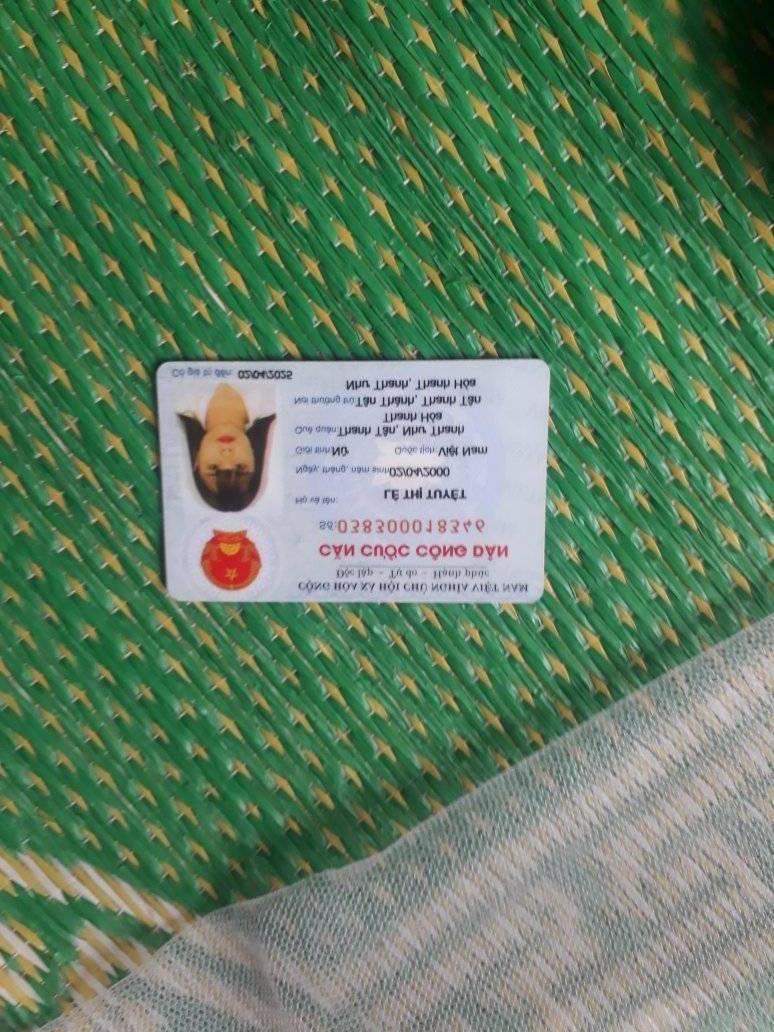 CỘNG HÒA XÃ HỘI CHỦ NGHĨA VIỆT NAM
Độc lập - Tự do - Hạnh phúc
CĂN CƯỚC CÔNG DÂN
Số: 038300018346
Họ và tên: LÊ THỊ TUYẾT
Ngày, tháng, năm sinh: 02/04/2000
Giới tính: Nữ Quốc tịch: Việt Nam
Quê quán: Thanh Tân, Như Thanh
Thanh Hóa
Nơi thường trú: Tân Thành, Thanh Tân
Như Thanh, Thanh Hóa
Có giá trị đến: 02/04/2025